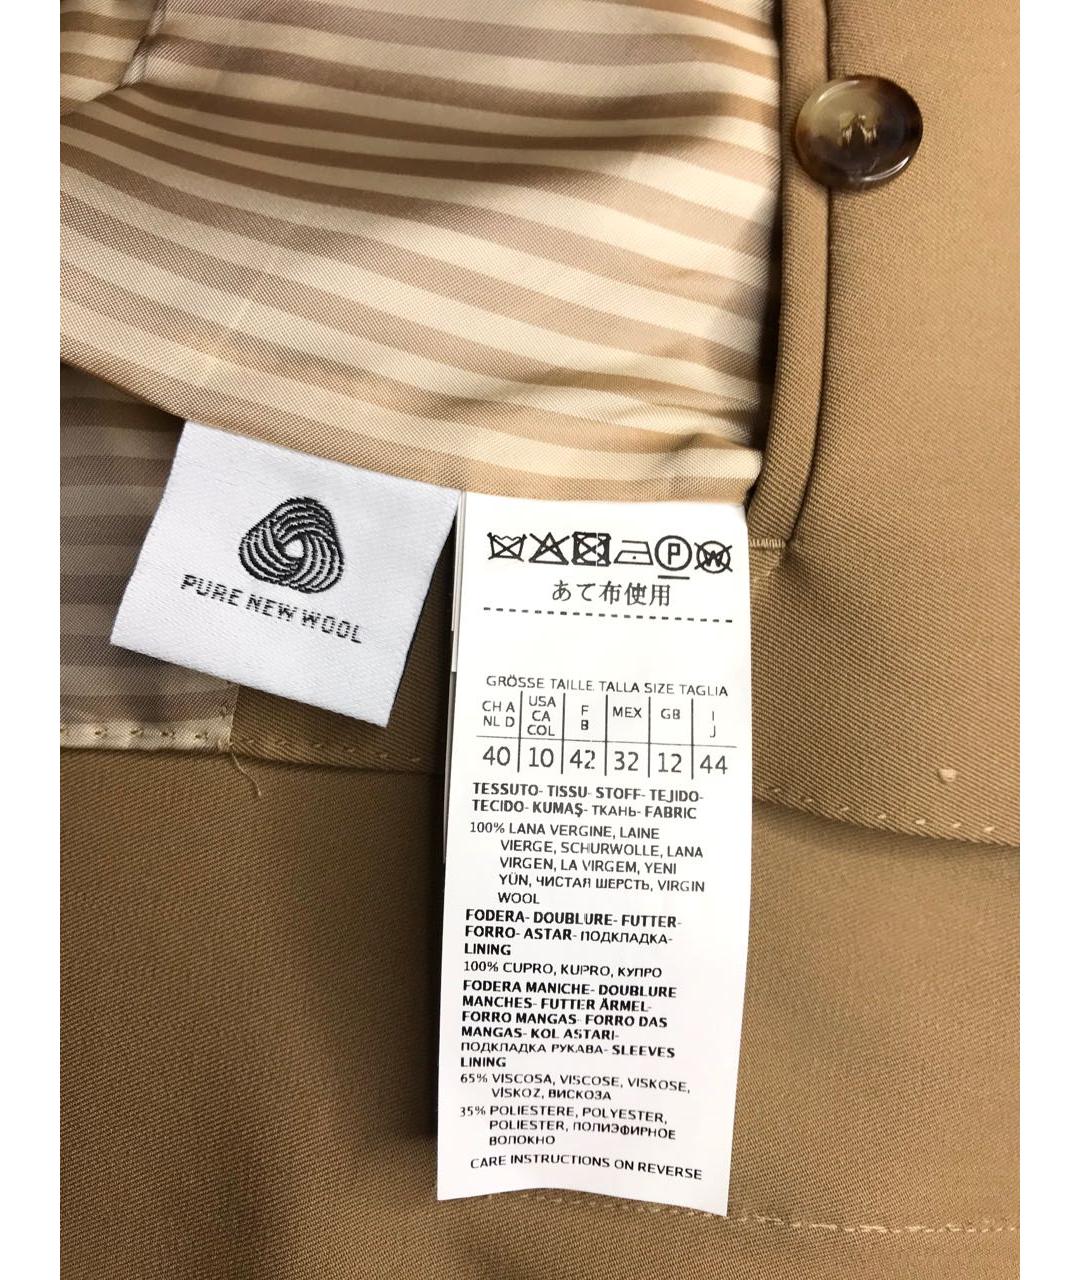 PURE NEW WOOL
あて布使用
GRÖSSE TAILLE TALLA SIZE TAGLIA
CH A NL D | USA CA COL | F B | MEX | GB | I J
40 | 10 | 42 | 32 | 12 | 44
TESSUTO- TISSU- STOFF- TEJIDO-
TECIDO- KUMAŞ- ТКАНЬ- FABRIC
100% LANA VERGINE, LAINE
VIERGE, SCHURWOLLE, LANA
VIRGEN, LA VIRGEM, YENI
YÜN, ЧИСТАЯ ШЕРСТЬ, VIRGIN
WOOL
FODERA- DOUBLURE- FUTTER-
FORRO- ASTAR- ПОДКЛАДКА-
LINING
100% CUPRO, KUPRO, КУПРО
FODERA MANICHE- DOUBLURE
MANCHES- FUTTER ÄRMEL-
FORRO MANGAS- FORRO DAS
MANGAS- KOL ASTARI-
ПОДКЛАДКА РУКАВА- SLEEVES
LINING
65% VISCOSA, VISCOSE, VISKOSE,
VİSKOZ, ВИСКОЗА
35% POLIESTERE, POLYESTER,
POLIESTER, ПОЛИЭФИРНОЕ
ВОЛОКНО
CARE INSTRUCTIONS ON REVERSE